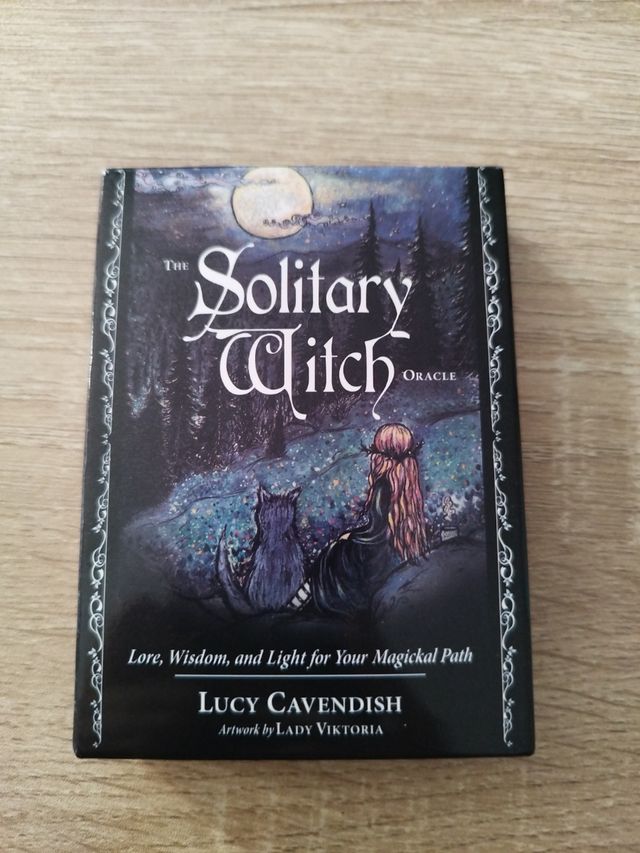 THE Solitary
Witch ORACLE
Lore, Wisdom, and Light for Your Magickal Path
LUCY CAVENDISH
Artwork by LADY VIKTORIA